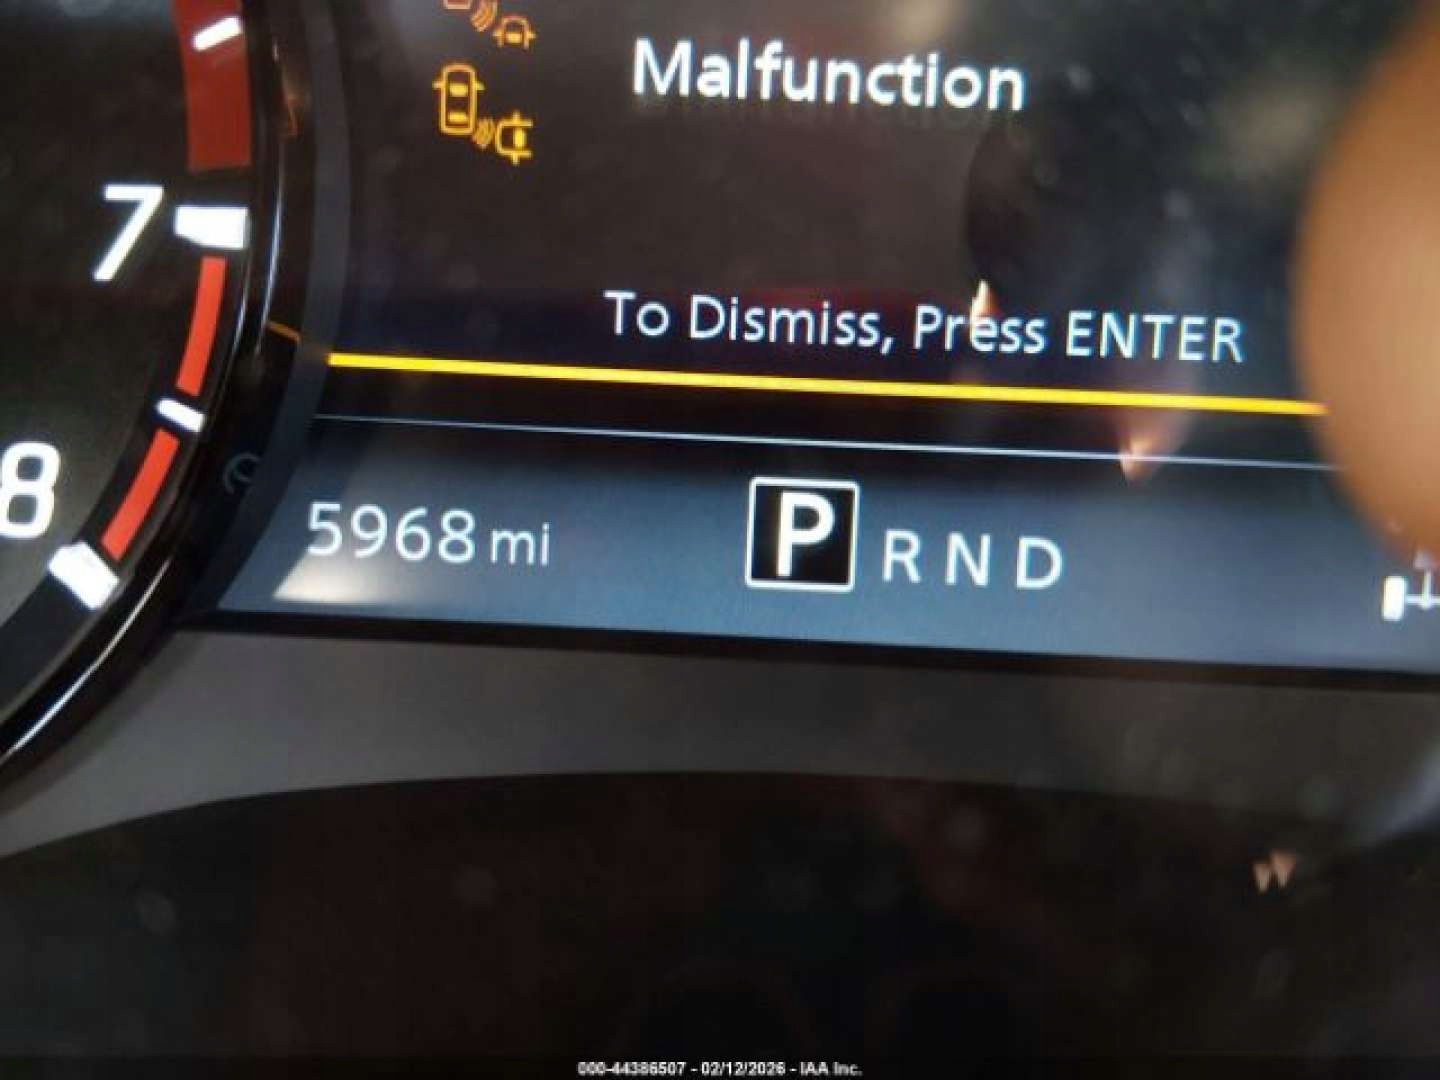 Malfunction
7
To Dismiss, Press ENTER
8
5968 mi P R N D
000-44386507 - 02/12/2026 - IAA Inc.